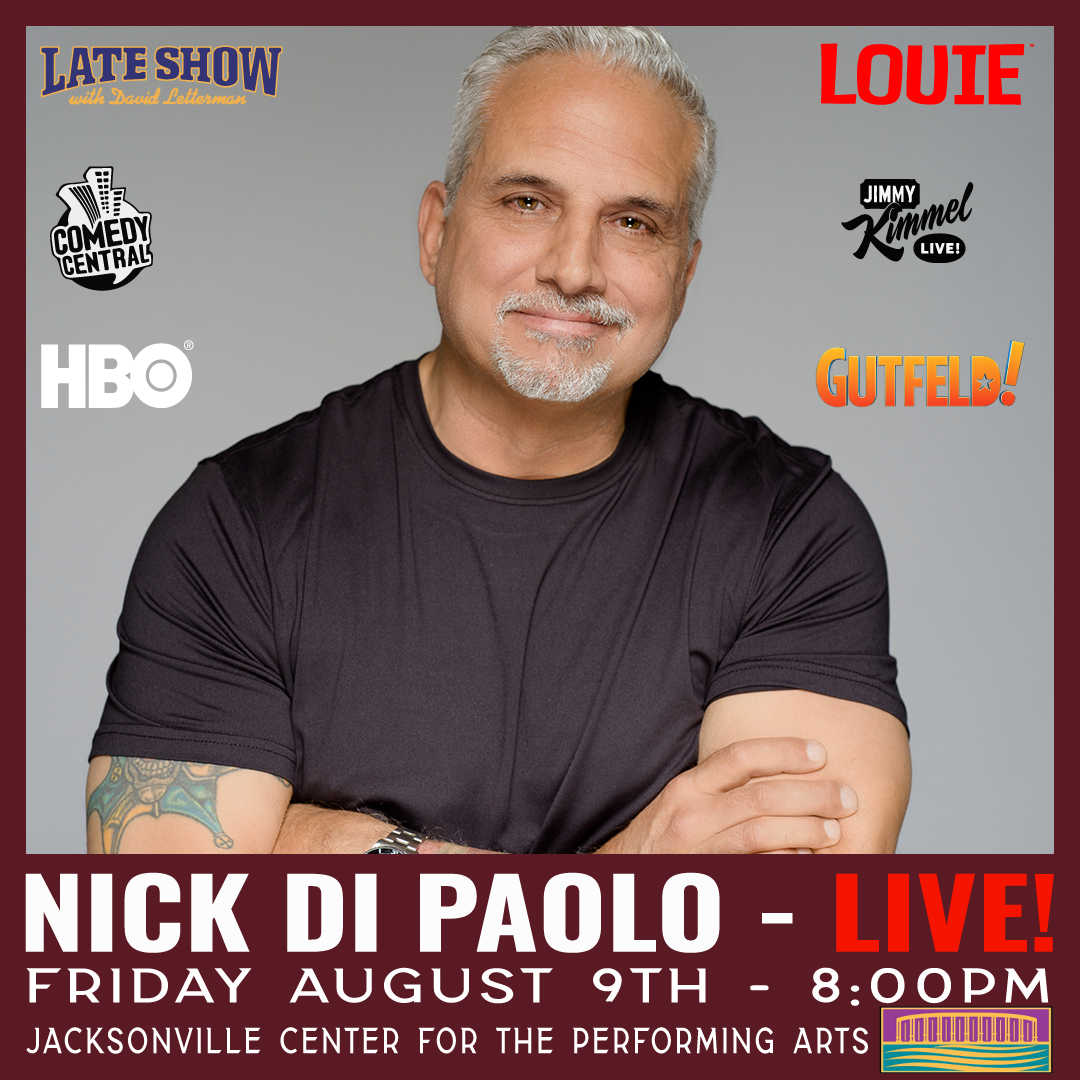 LATE SHOW
with David Letterman
LOUIE™
COMEDY
CENTRAL
JIMMY
Kimmel
LIVE!
HBO®
GUTFELD!
NICK DI PAOLO - LIVE!
FRIDAY AUGUST 9TH - 8:00PM
JACKSONVILLE CENTER FOR THE PERFORMING ARTS